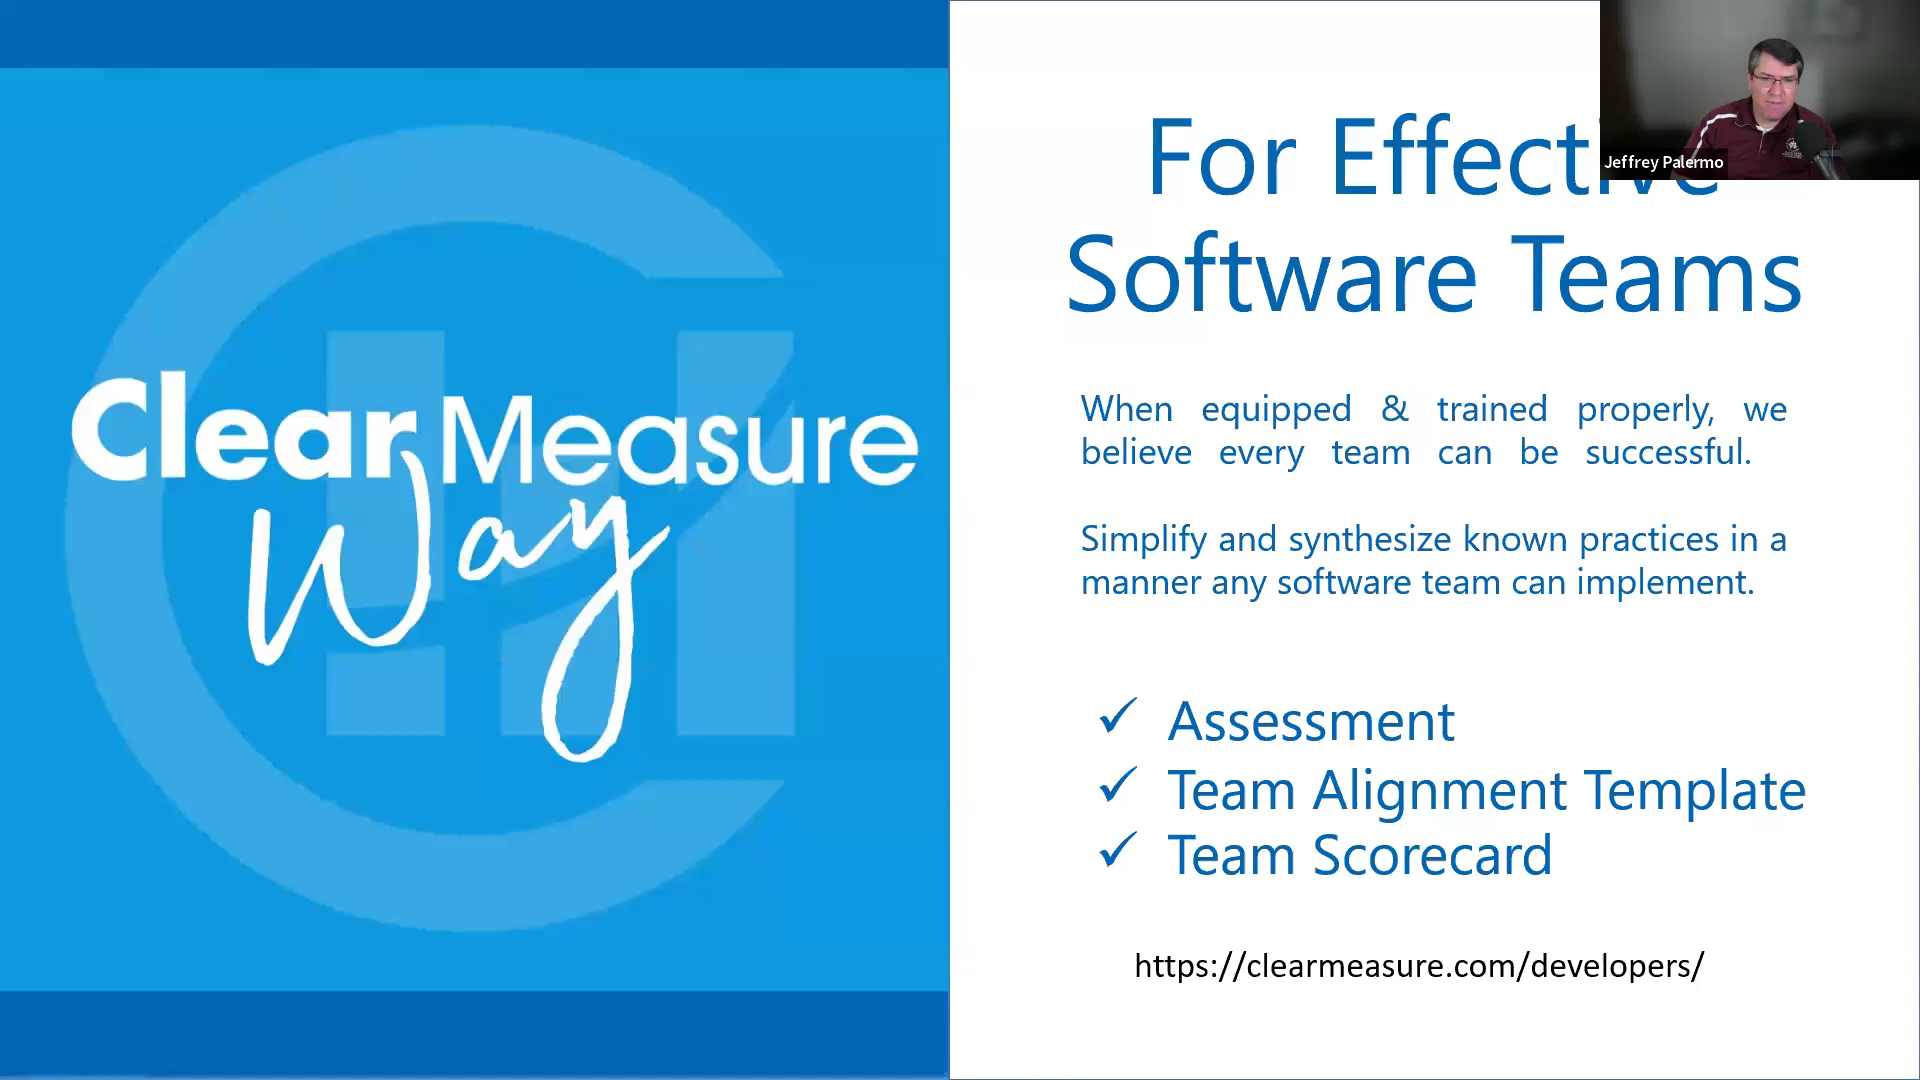 Clear Measure
Way
For Effective
Software Teams
Jeffrey Palermo
When equipped & trained properly, we
believe every team can be successful.
Simplify and synthesize known practices in a
manner any software team can implement.
✓ Assessment
✓ Team Alignment Template
✓ Team Scorecard
https://clearmeasure.com/developers/